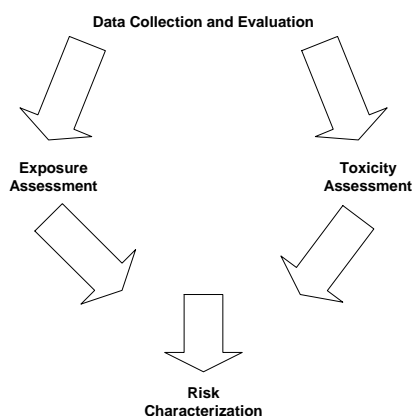 Data Collection and Evaluation
Exposure
Assessment
Toxicity
Assessment
Risk
Characterization